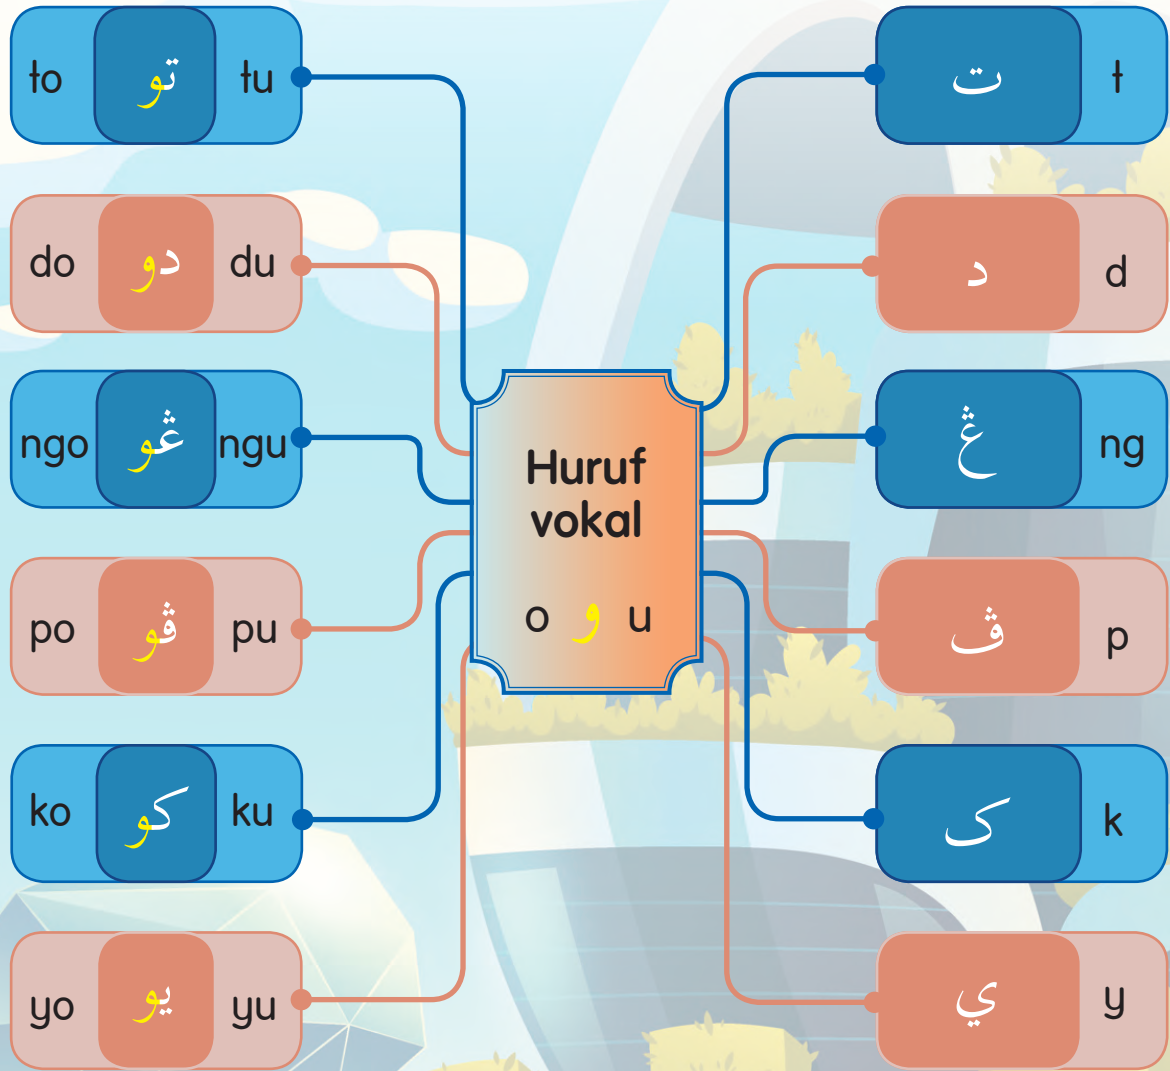 to تو tu
ت t
do دو du
د d
ngo ڠو ngu
ڠ ng
Huruf
vokal
o و u
po ڤو pu
ڤ p
ko کو ku
ک k
yo يو yu
ي y